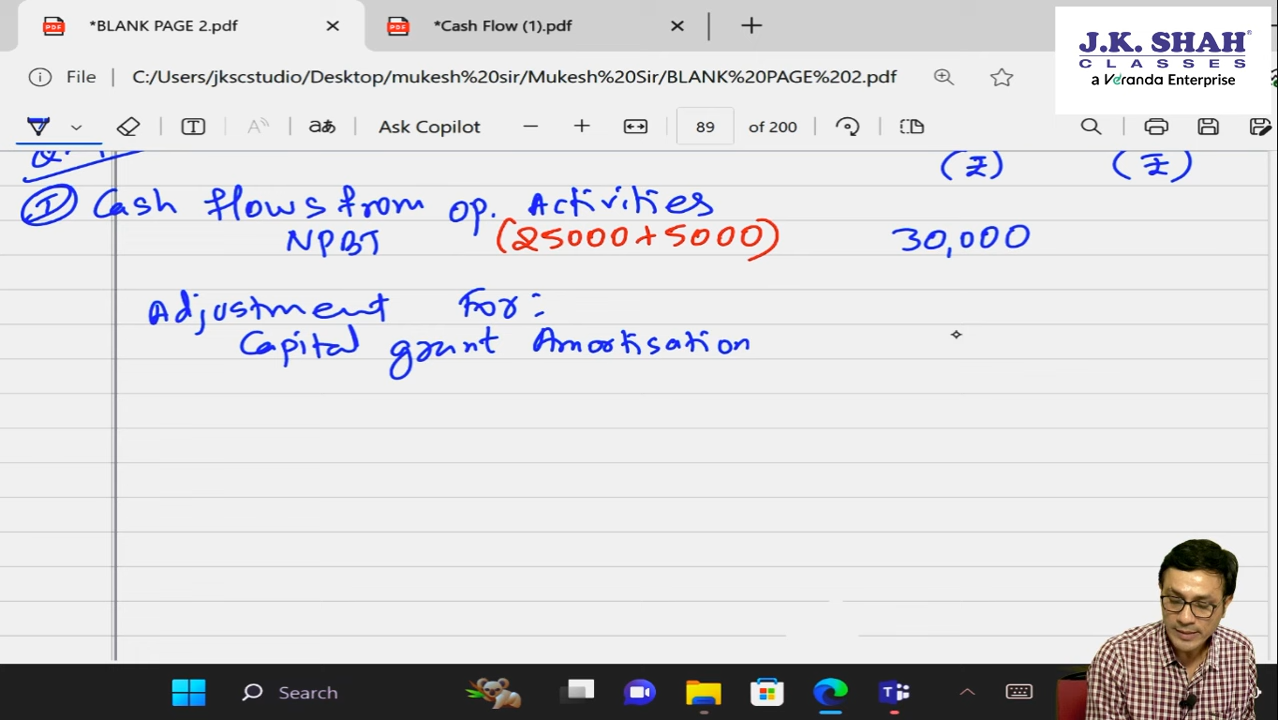 *BLANK PAGE 2.pdf
*Cash Flow (1).pdf
J.K. SHAH®
CLASSES
a Veranda Enterprise
File
C:/Users/jkscstudio/Desktop/mukesh%20sir/Mukesh%20Sir/BLANK%20PAGE%202.pdf
aあ
Ask Copilot
89
of 200
(₹) (₹)
I Cash flows from op. Activities
NPBT (25000+5000) 30,000
Adjustment For:
Capital grant Amortisation
Search